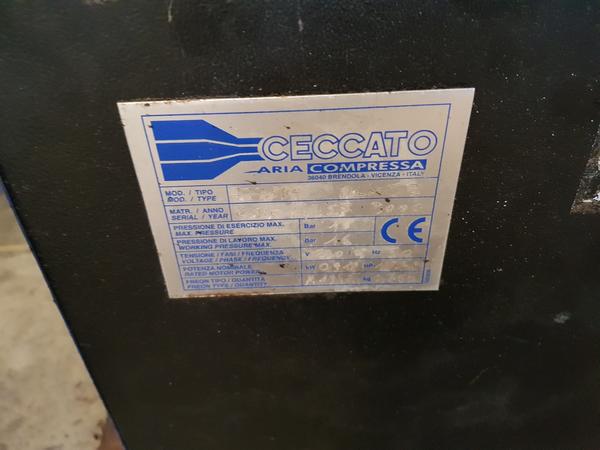 CECCATO
ARIA COMPRESSA
36040 BRENDOLA - VICENZA - ITALY
MOD. / TIPO
MOD. / TYPE
MATR. / ANNO
SERIAL / YEAR
PRESSIONE DI ESERCIZIO MAX.
MAX. PRESSURE
Bar
PRESSIONE DI LAVORO MAX.
WORKING PRESSURE MAX.
Bar
CE
TENSIONE / FASI / FREQUENZA
VOLTAGE / PHASE / FREQUENCY
V
Hz
POTENZA NOMINALE
RATED MOTOR POWER
kW
HP
FREON TIPO / QUANTITÀ
FREON TYPE / QUANTITY
kg